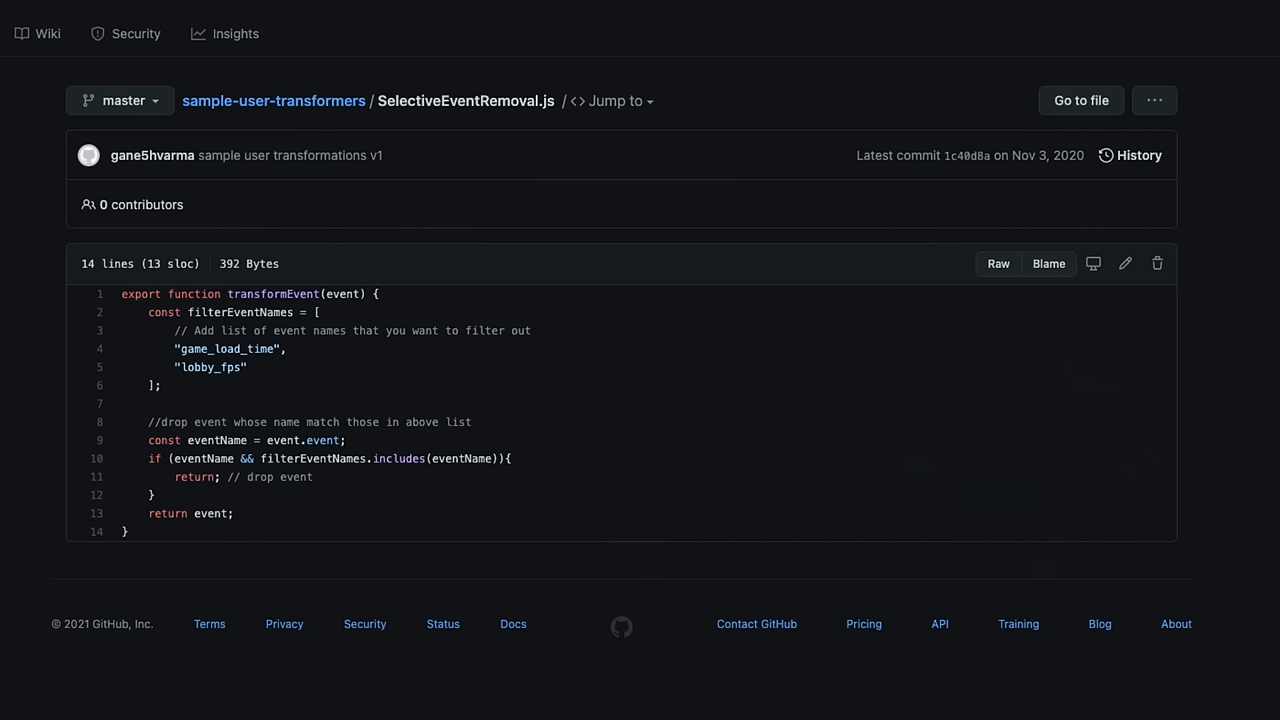 Wiki Security Insights
master sample-user-transformers / SelectiveEventRemoval.js / <> Jump to Go to file ...
gane5hvarma sample user transformations v1 Latest commit 1c40d8a on Nov 3, 2020 History
0 contributors
14 lines (13 sloc) 392 Bytes Raw Blame
1 export function transformEvent(event) {
2 const filterEventNames = [
3 // Add list of event names that you want to filter out
4 "game_load_time",
5 "lobby_fps"
6 ];
7
8 //drop event whose name match those in above list
9 const eventName = event.event;
10 if (eventName && filterEventNames.includes(eventName)){
11 return; // drop event
12 }
13 return event;
14 }
© 2021 GitHub, Inc. Terms Privacy Security Status Docs Contact GitHub Pricing API Training Blog About